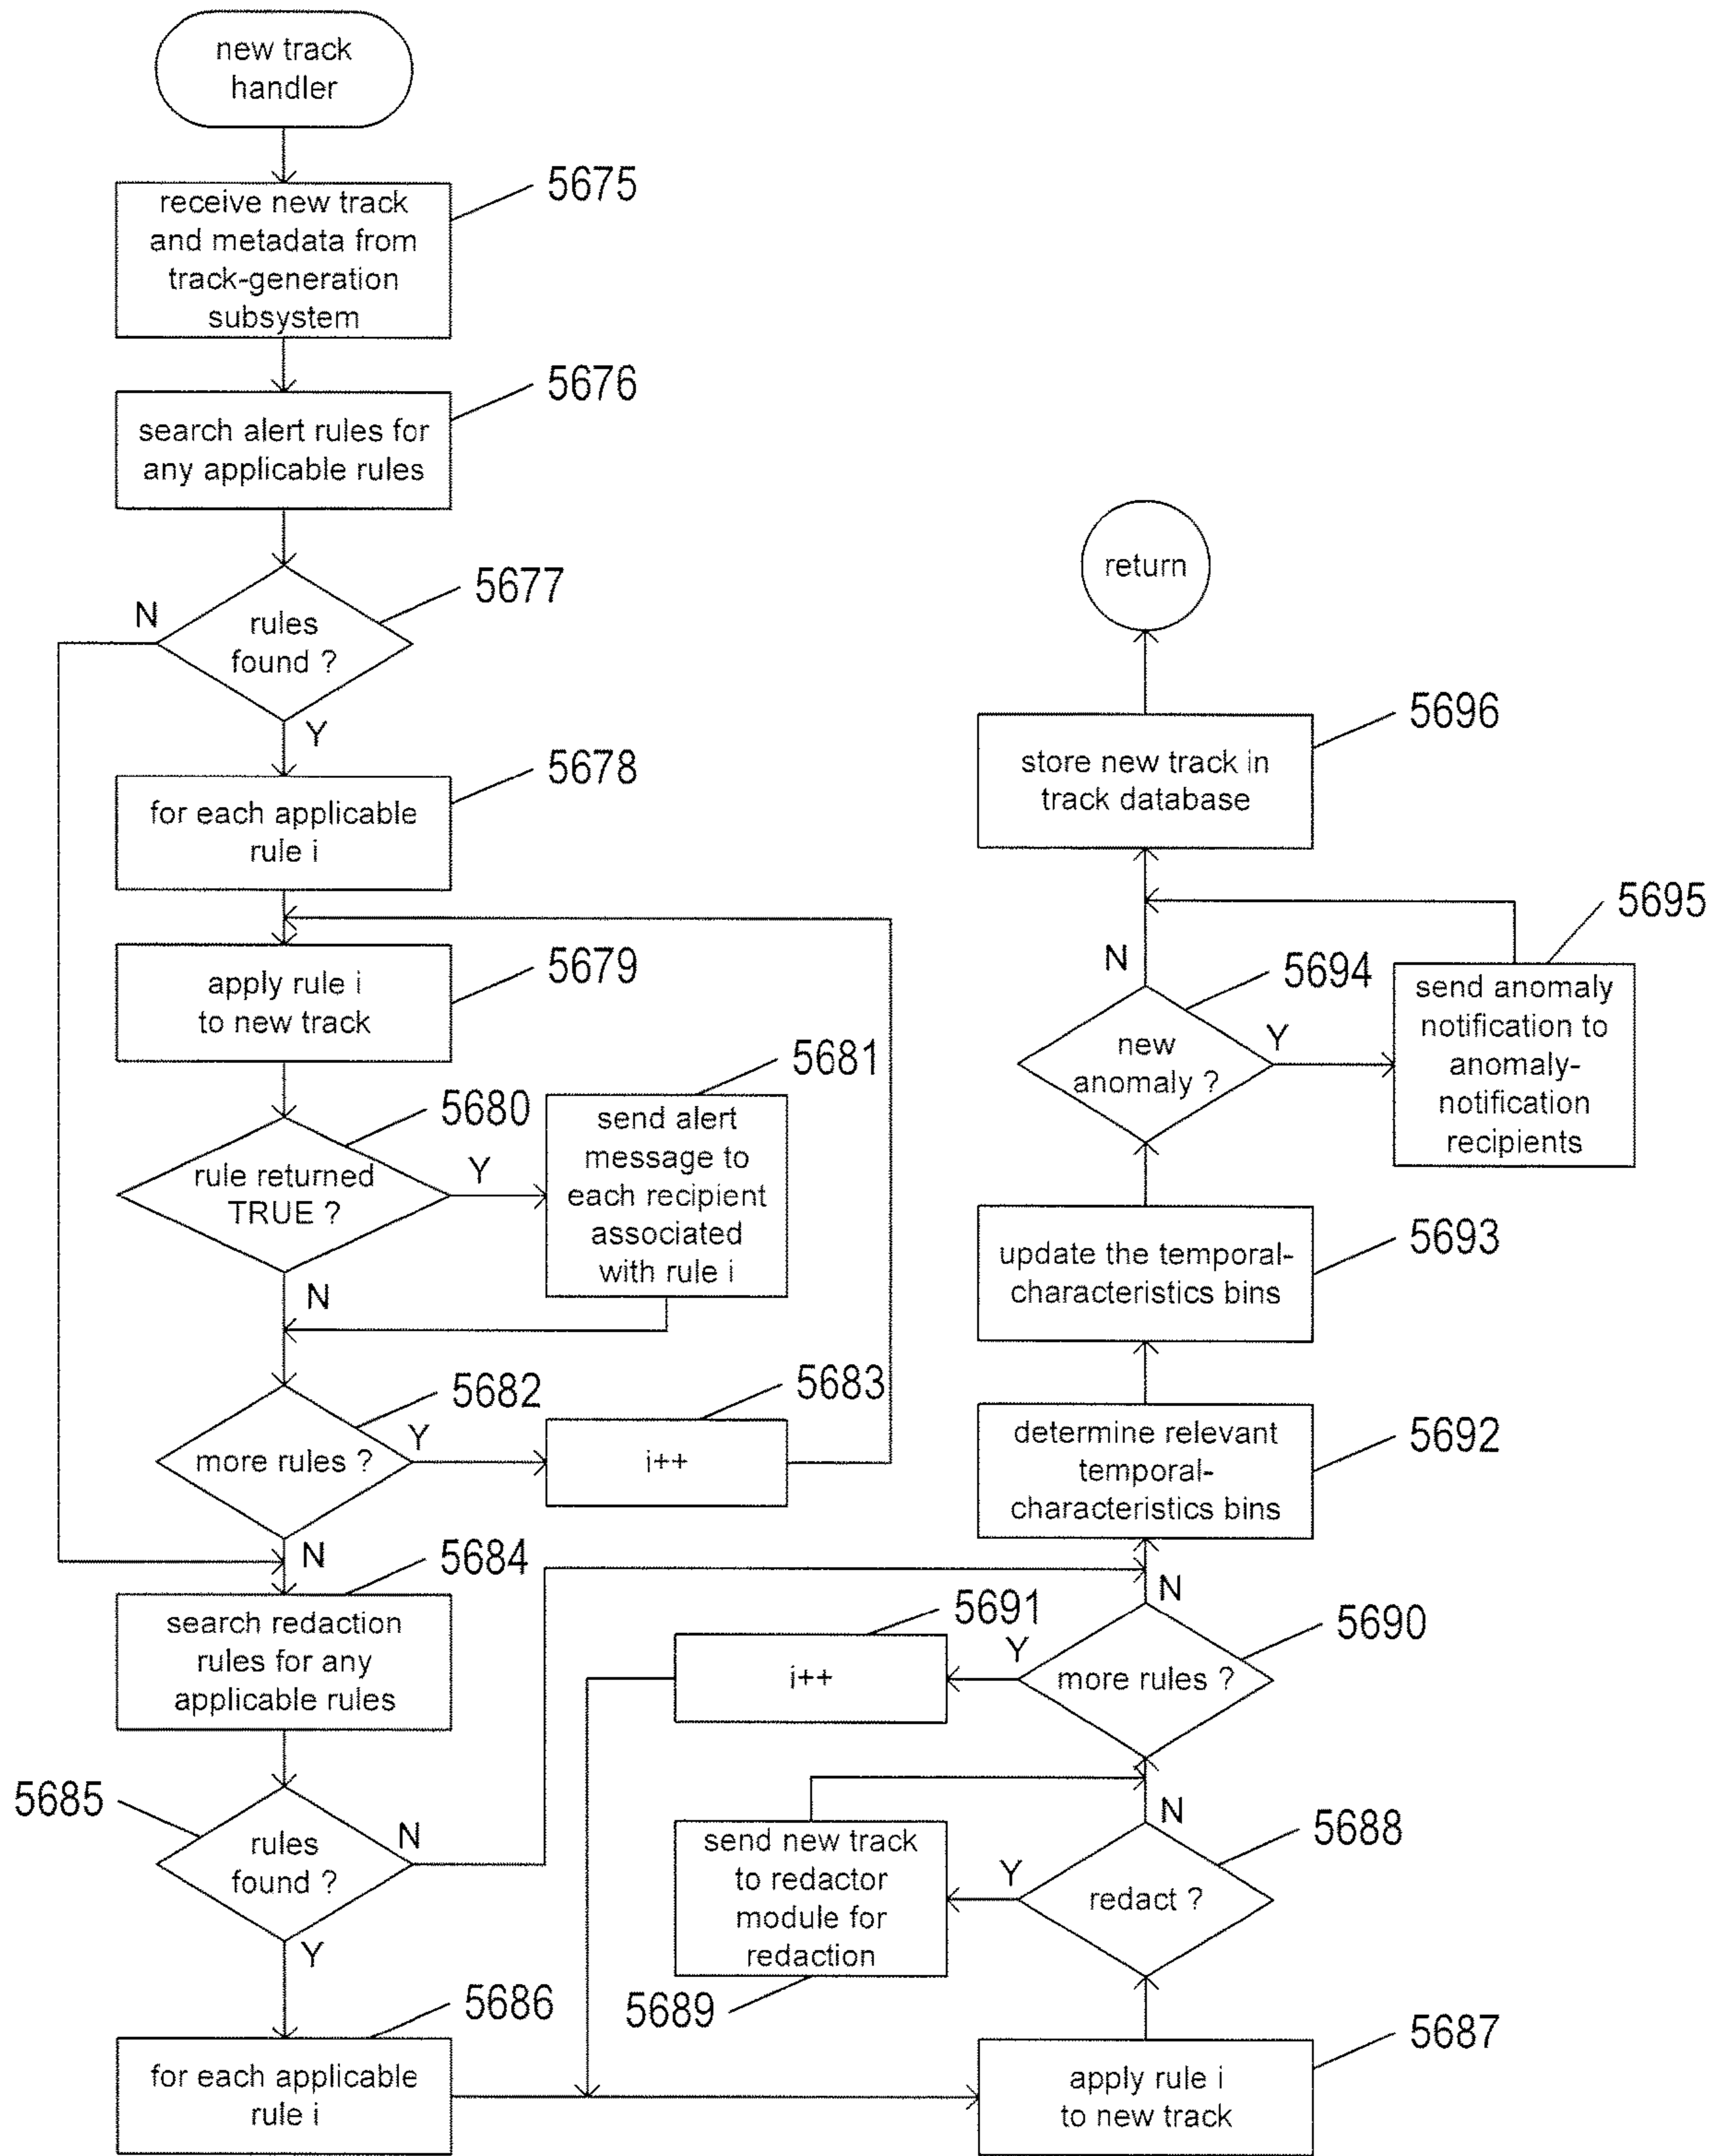 new track
handler
5675
receive new track
and metadata from
track-generation
subsystem
5676
search alert rules for
any applicable rules
5677
N
rules
found ?
Y
5678
for each applicable
rule i
5679
apply rule i
to new track
5680
rule returned
TRUE ?
Y
N
5681
send alert
message to
each recipient
associated
with rule i
5682
more rules ?
Y
N
5683
i++
5684
search redaction
rules for any
applicable rules
5685
rules
found ?
N
Y
5686
for each applicable
rule i
5687
apply rule i
to new track
5688
redact ?
Y
N
5689
send new track
to redactor
module for
redaction
5690
more rules ?
Y
N
5691
i++
5692
determine relevant
temporal-
characteristics bins
5693
update the temporal-
characteristics bins
5694
new
anomaly ?
Y
N
5695
send anomaly
notification to
anomaly-
notification
recipients
5696
store new track in
track database
return